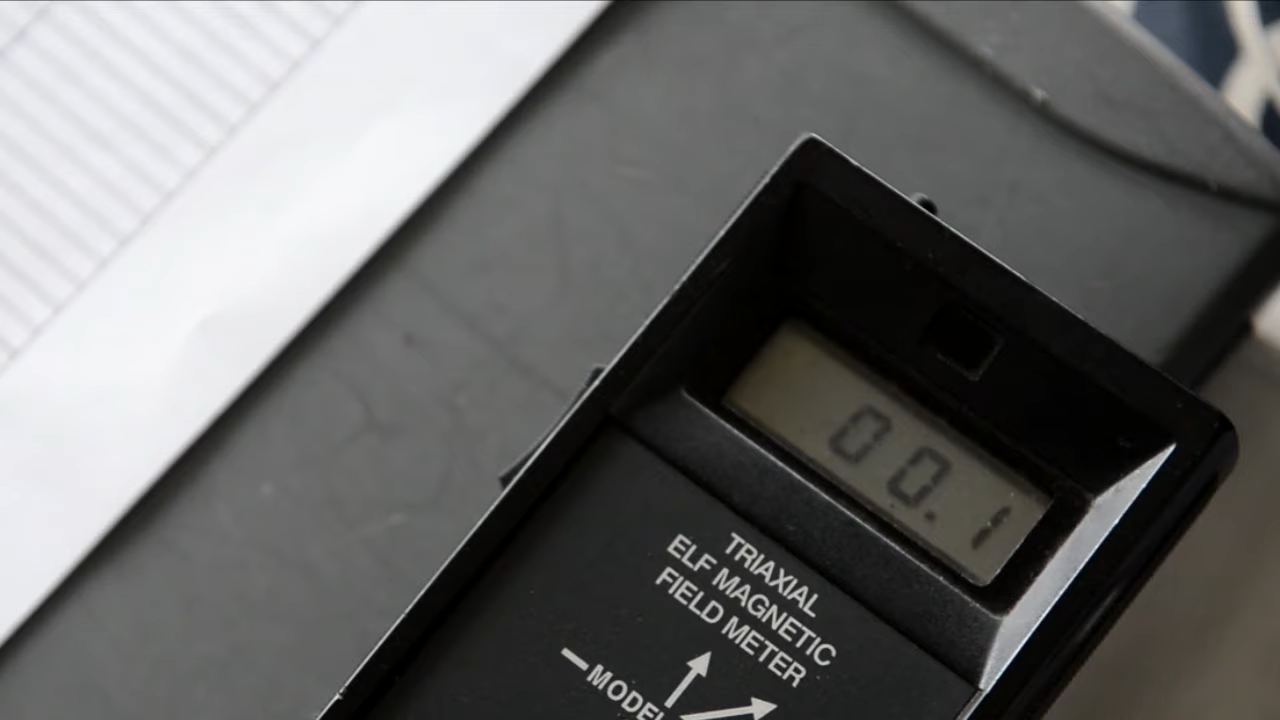 00.1
TRIAXIAL
ELF MAGNETIC
FIELD METER
MODEL